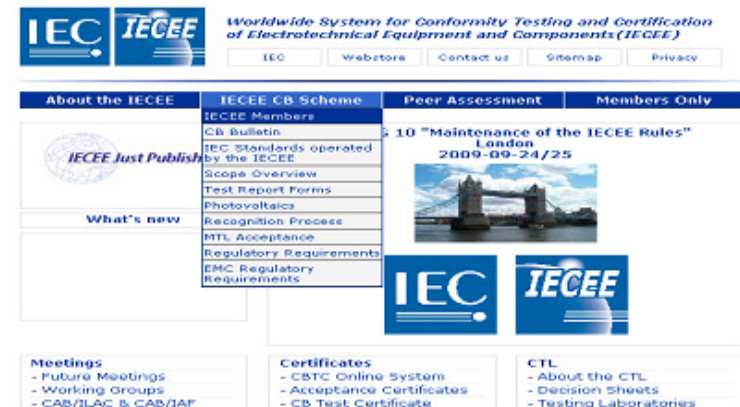 IEC IECEE
Worldwide System for Conformity Testing and Certification
of Electrotechnical Equipment and Components (IECEE)
IEC Webstore Contact us Sitemap Privacy
About the IECEE IECEE CB Scheme Peer Assessment Members Only
IECEE Members
CB Bulletin
IEC Standards operated
by the IECEE
Scope Overview
Test Report Forms
Photovoltaics
Recognition Process
MTL Acceptance
Regulatory Requirements
EMC Regulatory
Requirements
IECEE Just Publish
What's new
10 "Maintenance of the IECEE Rules"
London
2009-09-24/25
IEC IECEE
Meetings
- Future Meetings
- Working Groups
- CAB/ILAC & CAB/IAF
Certificates
- CBTC Online System
- Acceptance Certificates
- CB Test Certificate
CTL
- About the CTL
- Decision Sheets
- Testing Laboratories